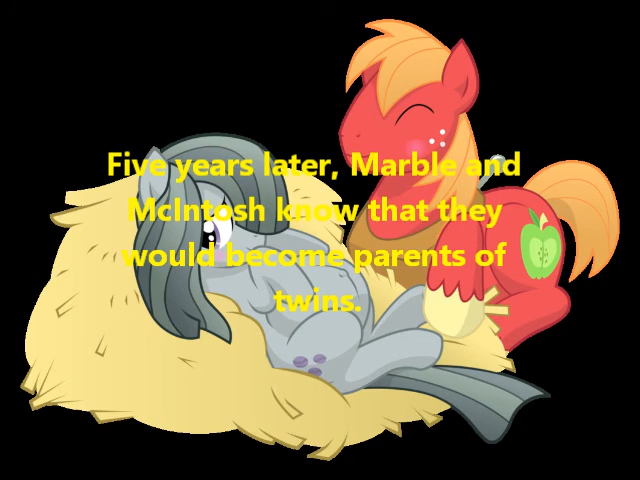 Five years later, Marble and
McIntosh know that they
would become parents of
twins.